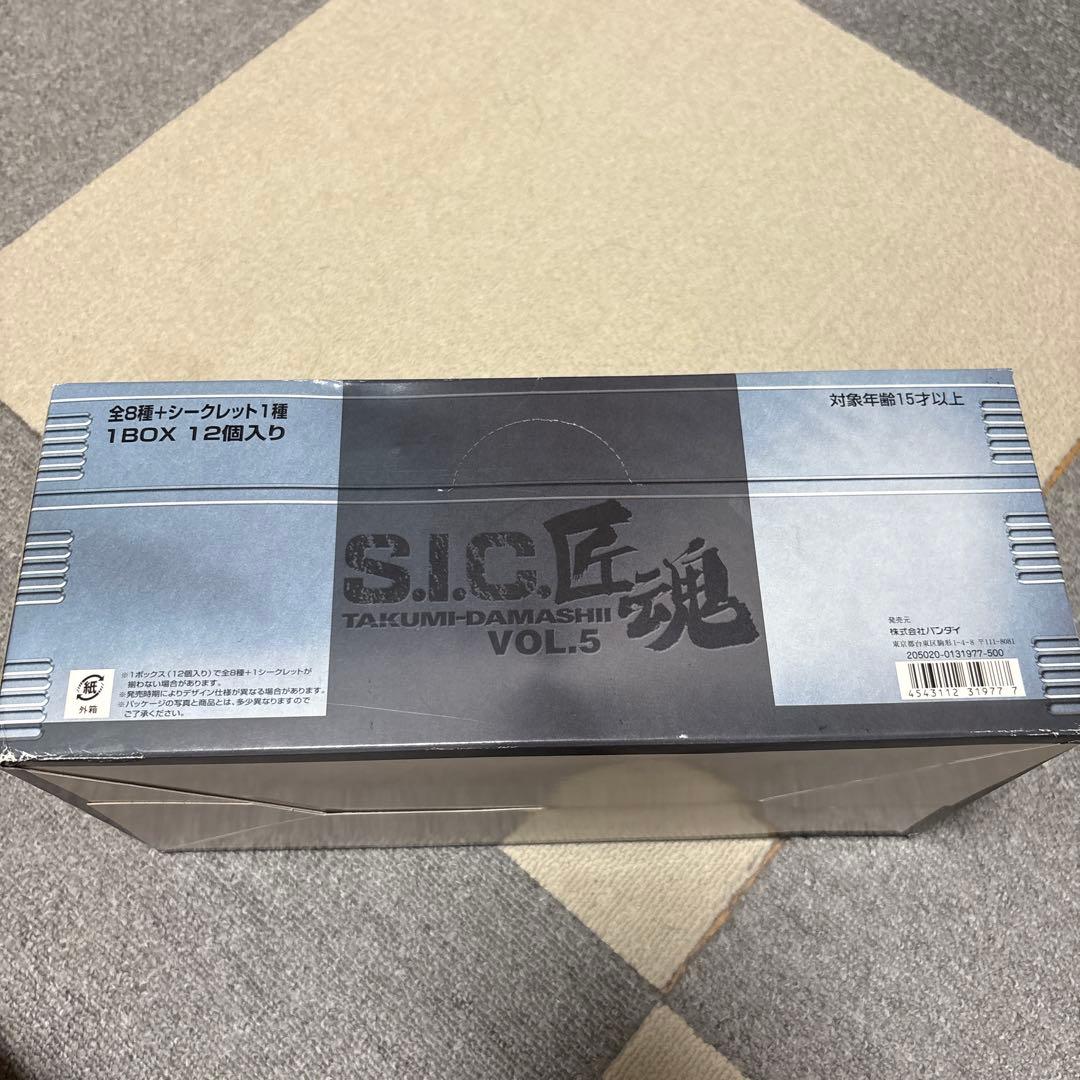 全8種+シークレット1種
1BOX 12個入り
対象年齢15才以上
S.I.C.匠魂
TAKUMI-DAMASHII
VOL.5
紙
外箱
※1ボックス(12個入り)で全8種+1シークレットが
揃わない場合があります。
※発売時期によりデザイン仕様が異なる場合があります。
※パッケージの写真と商品とは、多少異なりますので
ご了承ください。
発売元
株式会社バンダイ
東京都台東区駒形1-4-8 〒111-8081
205020-0131977-500
4543112 31977 7